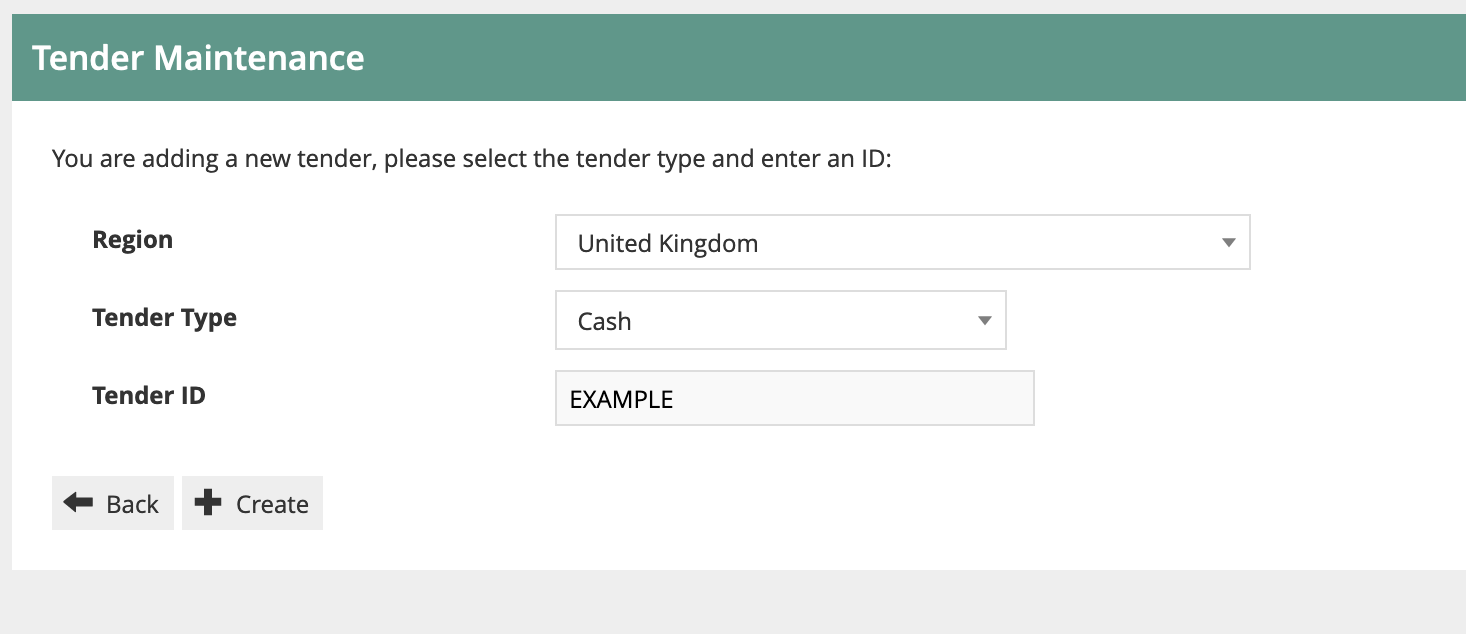 Tender Maintenance
You are adding a new tender, please select the tender type and enter an ID:
Region United Kingdom
Tender Type Cash
Tender ID EXAMPLE
Back Create